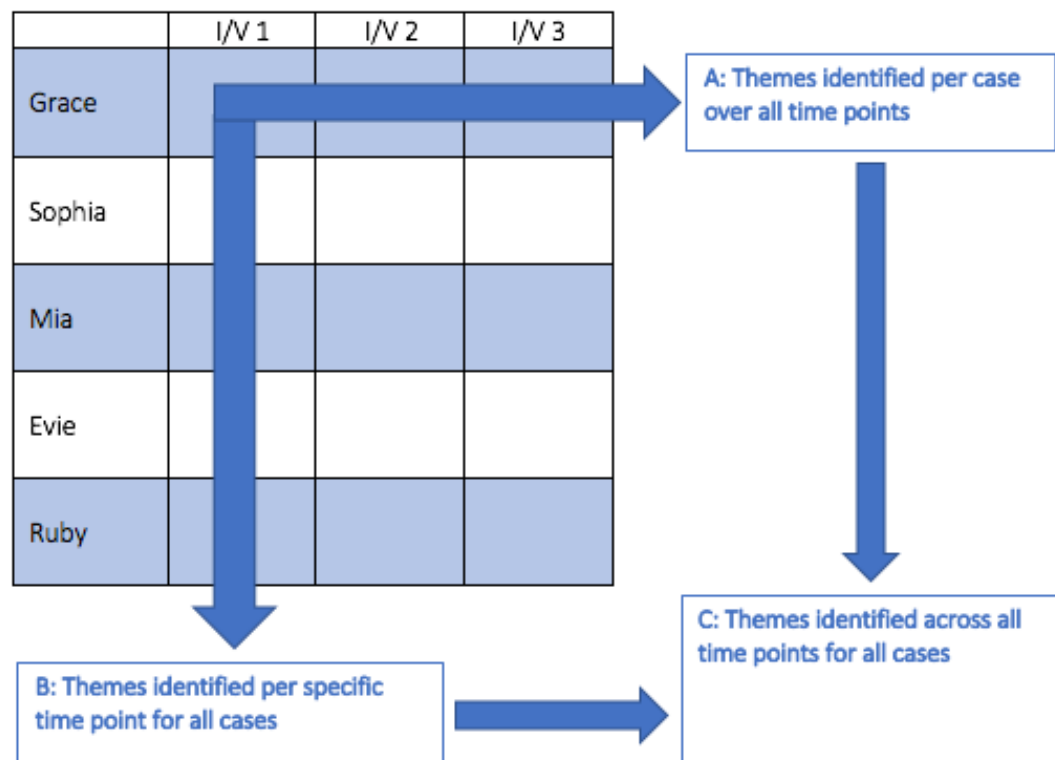 I/V 1 I/V 2 I/V 3
Grace
A: Themes identified per case
over all time points
Sophia
Mia
Evie
Ruby
C: Themes identified across all
time points for all cases
B: Themes identified per specific
time point for all cases